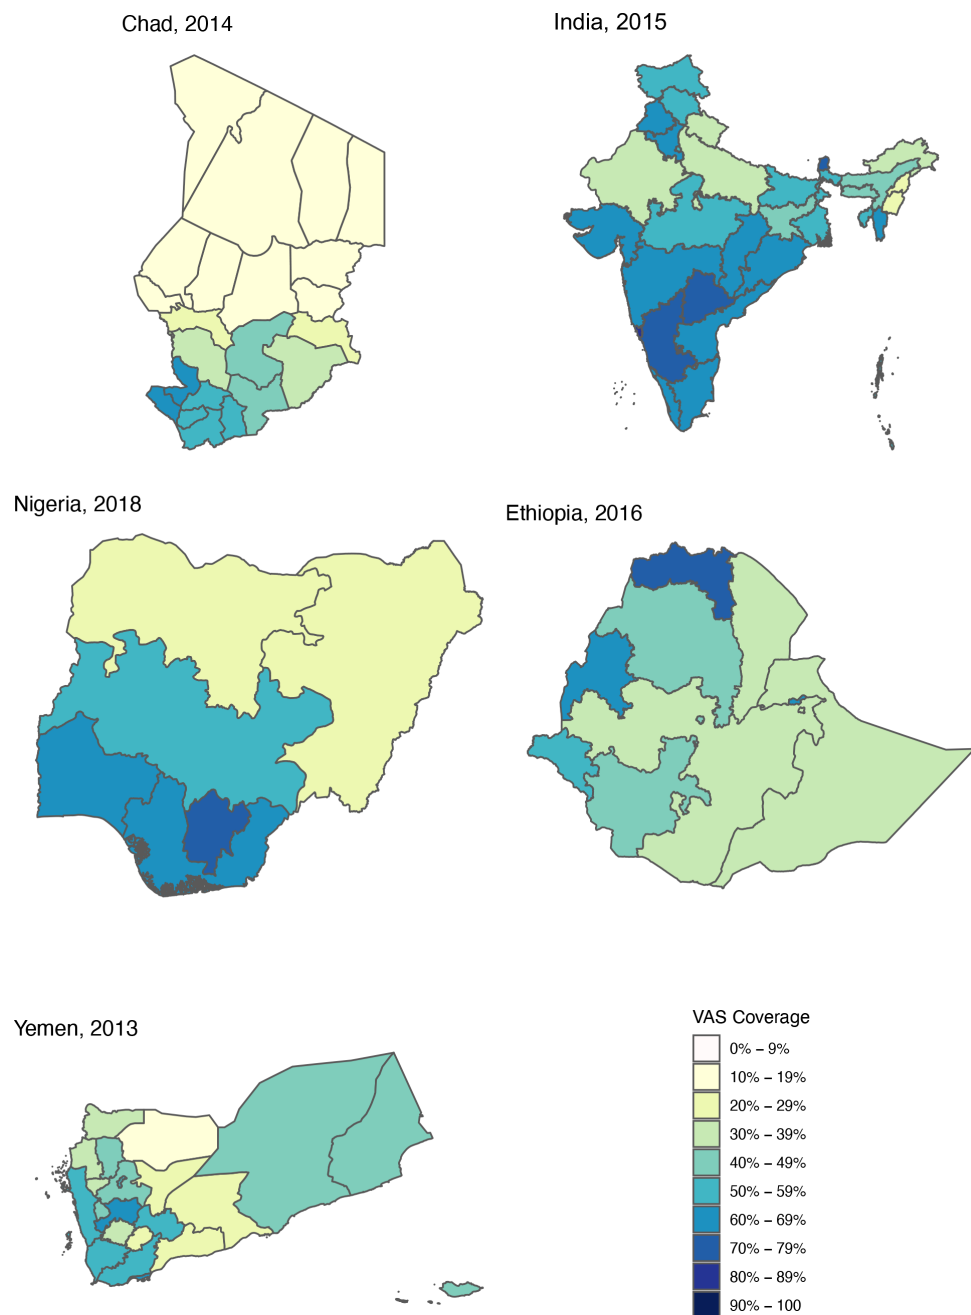 Chad, 2014
India, 2015
Nigeria, 2018
Ethiopia, 2016
Yemen, 2013
VAS Coverage
0% – 9%
10% – 19%
20% – 29%
30% – 39%
40% – 49%
50% – 59%
60% – 69%
70% – 79%
80% – 89%
90% – 100